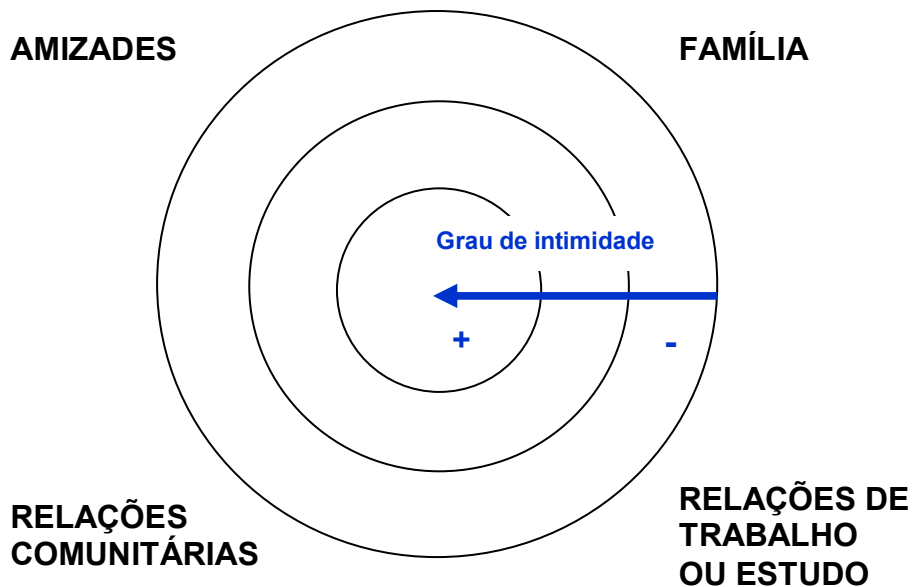 AMIZADES
FAMÍLIA
Grau de intimidade
+
-
RELAÇÕES
COMUNITÁRIAS
RELAÇÕES DE
TRABALHO
OU ESTUDO